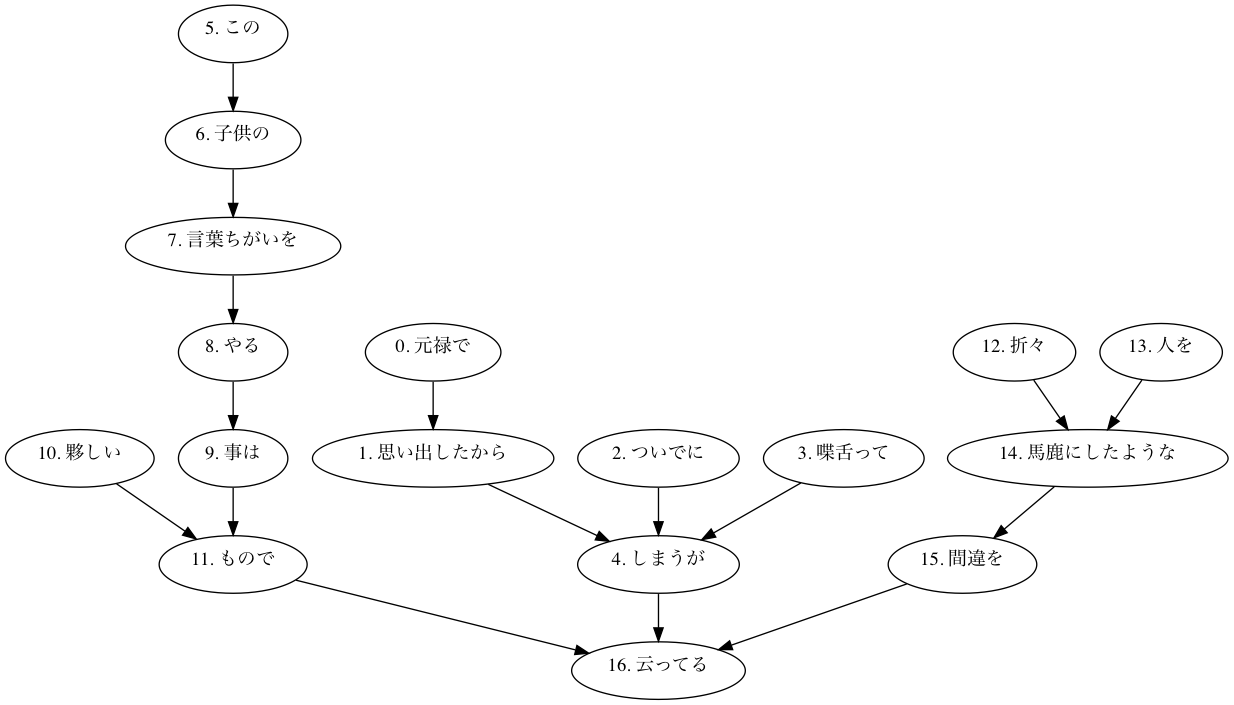 5. この
6. 子供の
7. 言葉ちがいを
8. やる
0. 元禄で
12. 折々
13. 人を
10. 夥しい
9. 事は
1. 思い出したから
2. ついでに
3. 喋舌って
14. 馬鹿にしたような
11. もので
4. しまうが
15. 間違を
16. 云ってる